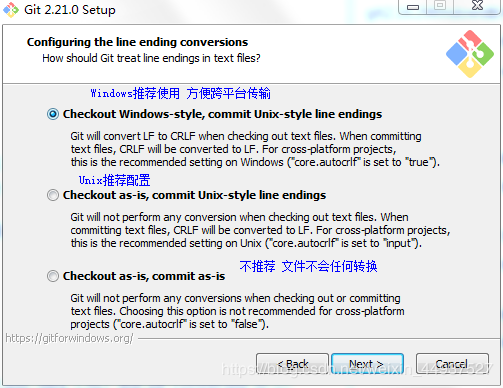 Git 2.21.0 Setup
Configuring the line ending conversions
How should Git treat line endings in text files?
Windows推荐使用 方便跨平台传输
Checkout Windows-style, commit Unix-style line endings
Git will convert LF to CRLF when checking out text files. When committing
text files, CRLF will be converted to LF. For cross-platform projects,
this is the recommended setting on Windows ("core.autocrlf" is set to "true").
Unix推荐配置
Checkout as-is, commit Unix-style line endings
Git will not perform any conversion when checking out text files. When
committing text files, CRLF will be converted to LF. For cross-platform projects,
this is the recommended setting on Unix ("core.autocrlf" is set to "input").
不推荐 文件不会任何转换
Checkout as-is, commit as-is
Git will not perform any conversions when checking out or committing
text files. Choosing this option is not recommended for cross-platform
projects ("core.autocrlf" is set to "false").
https://gitforwindows.org/
< Back
Next >
Cancel